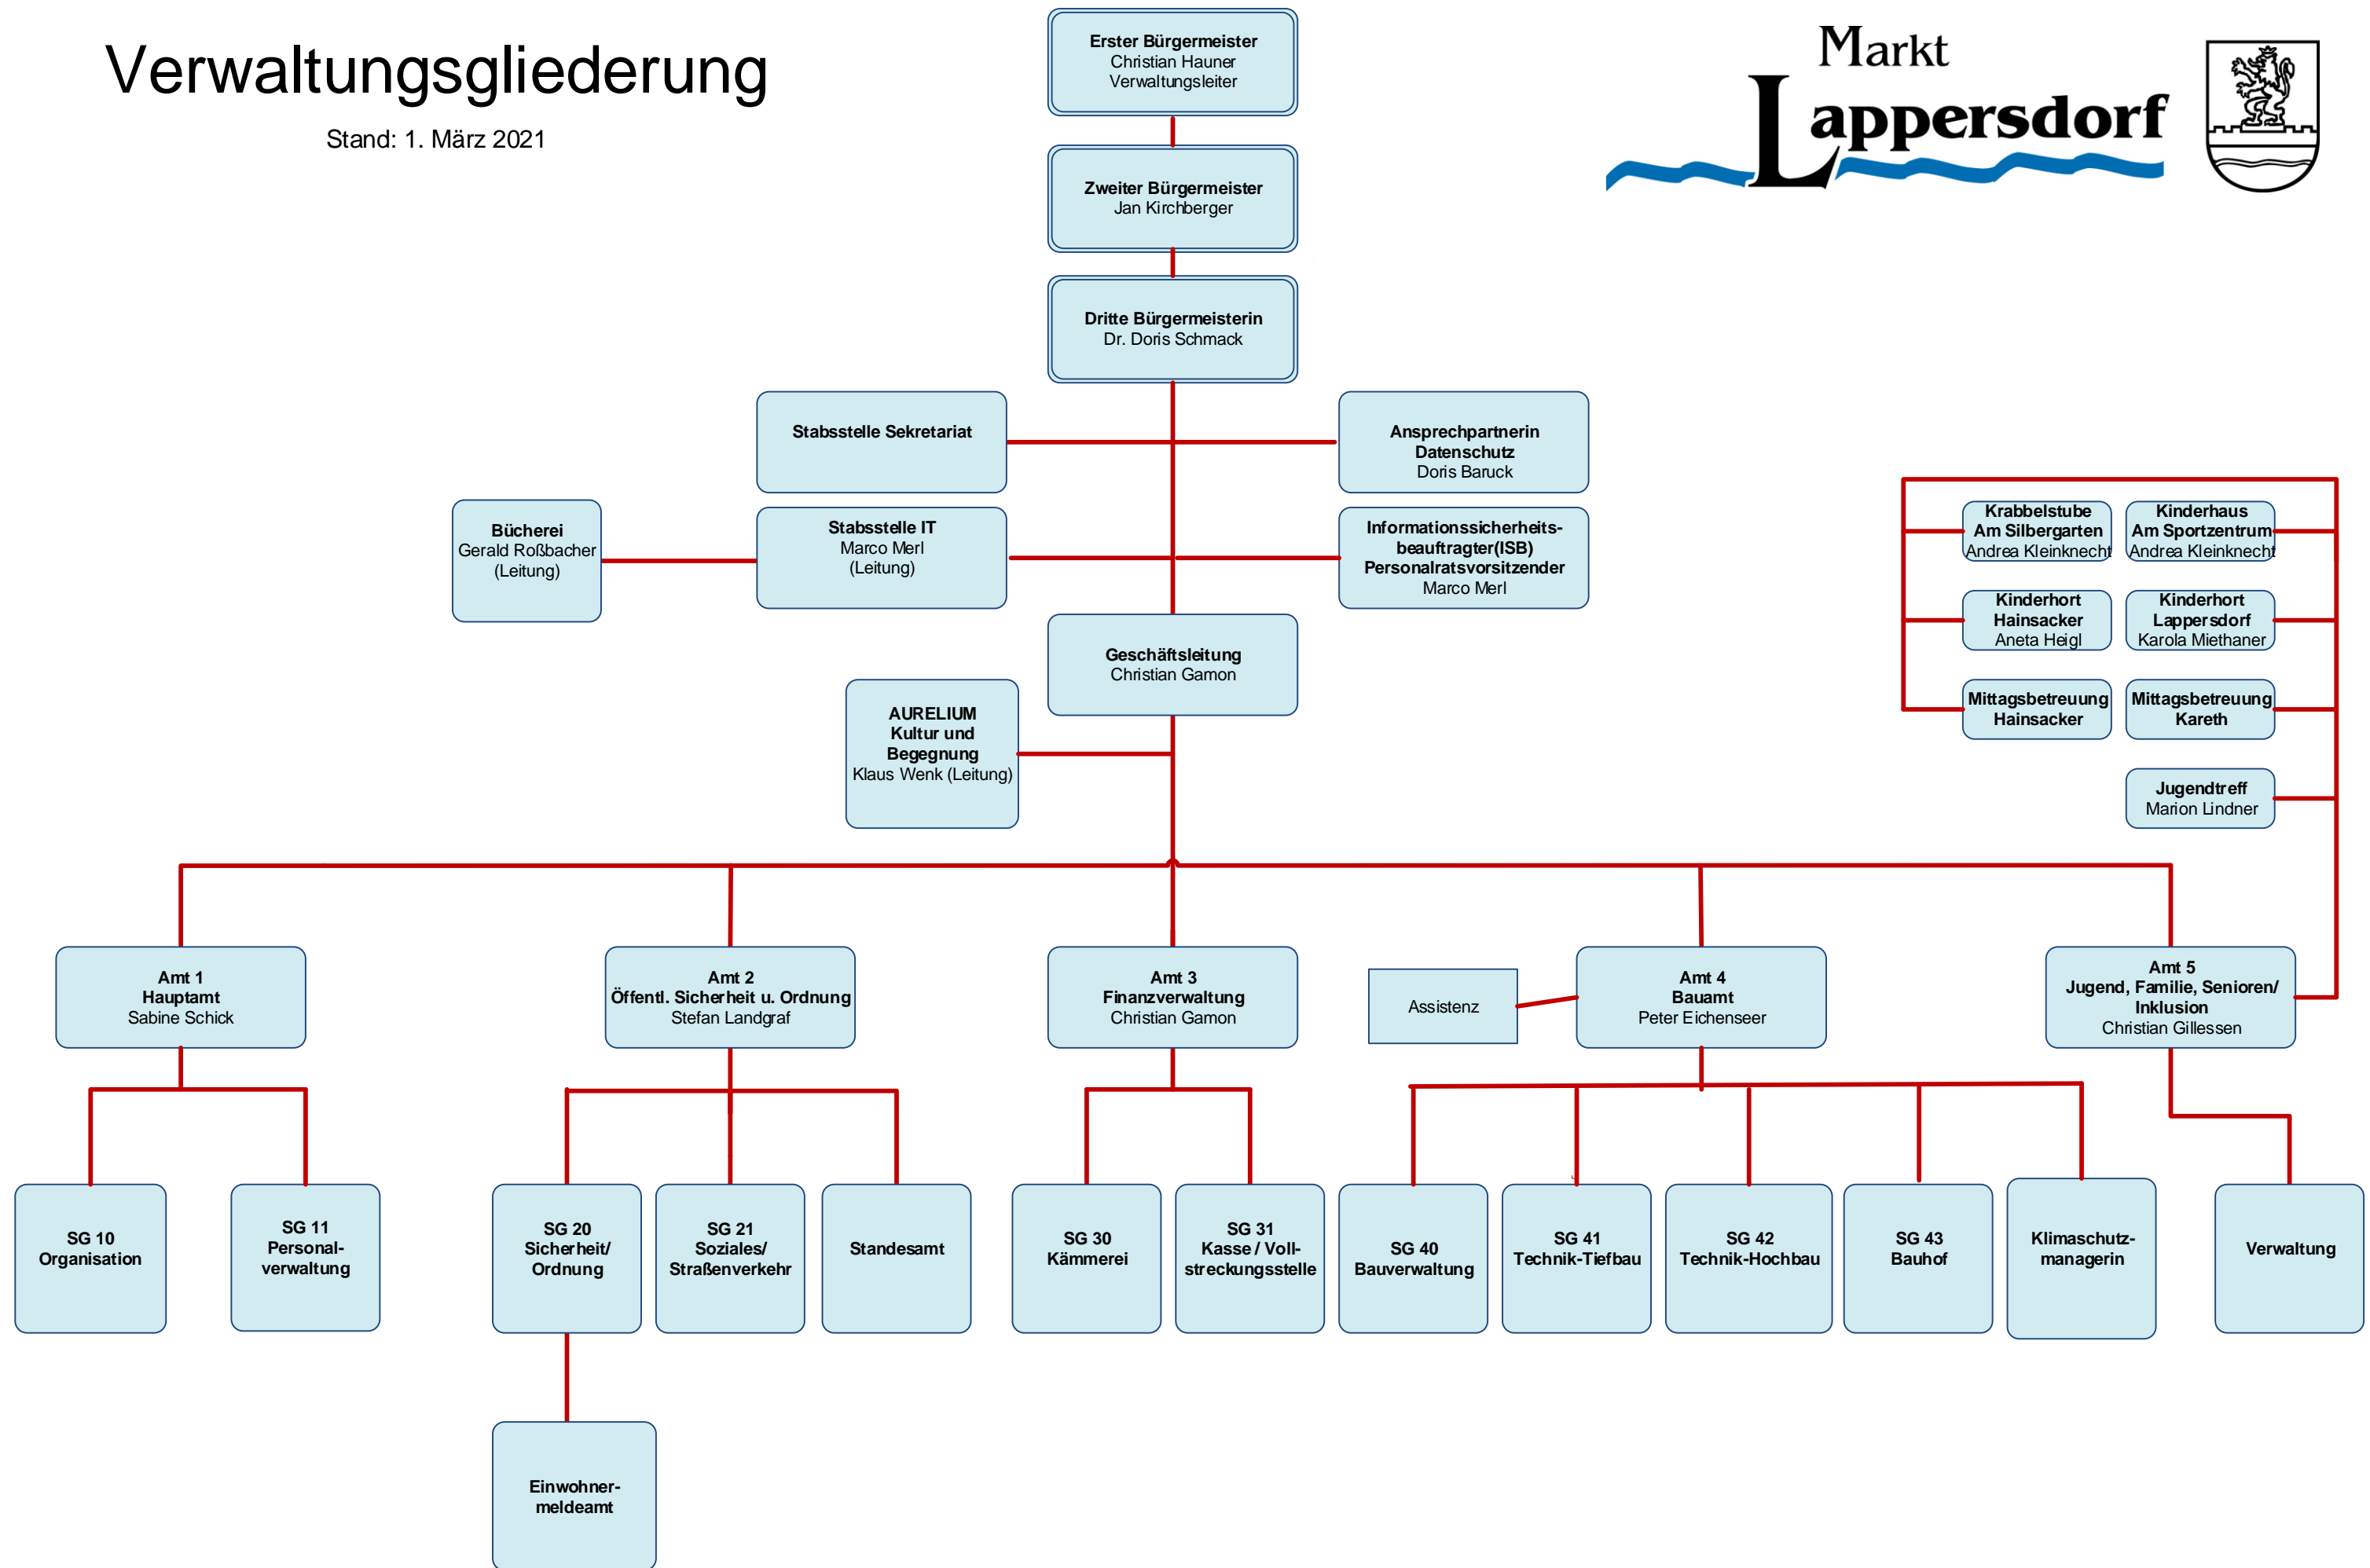 Verwaltungsgliederung
Stand: 1. März 2021
Markt
Lappersdorf
Erster Bürgermeister
Christian Hauner
Verwaltungsleiter
Zweiter Bürgermeister
Jan Kirchberger
Dritte Bürgermeisterin
Dr. Doris Schmack
Stabsstelle Sekretariat
Ansprechpartnerin
Datenschutz
Doris Baruck
Bücherei
Gerald Roßbacher
(Leitung)
Stabsstelle IT
Marco Merl
(Leitung)
Informationssicherheits-
beauftragter(ISB)
Personalratsvorsitzender
Marco Merl
Krabbelstube
Am Silbergarten
Andrea Kleinknecht
Kinderhaus
Am Sportzentrum
Andrea Kleinknecht
Kinderhort
Hainsacker
Aneta Heigl
Kinderhort
Lappersdorf
Karola Miethaner
Mittagsbetreuung
Hainsacker
Mittagsbetreuung
Kareth
Jugendtreff
Marion Lindner
Geschäftsleitung
Christian Gamon
AURELIUM
Kultur und
Begegnung
Klaus Wenk (Leitung)
Amt 1
Hauptamt
Sabine Schick
Amt 2
Öffentl. Sicherheit u. Ordnung
Stefan Landgraf
Amt 3
Finanzverwaltung
Christian Gamon
Assistenz
Amt 4
Bauamt
Peter Eichenseer
Amt 5
Jugend, Familie, Senioren/
Inklusion
Christian Gillessen
SG 10
Organisation
SG 11
Personal-
verwaltung
SG 20
Sicherheit/
Ordnung
SG 21
Soziales/
Straßenverkehr
Standesamt
SG 30
Kämmerei
SG 31
Kasse / Voll-
streckungsstelle
SG 40
Bauverwaltung
SG 41
Technik-Tiefbau
SG 42
Technik-Hochbau
SG 43
Bauhof
Klimaschutz-
managerin
Verwaltung
Einwohner-
meldeamt